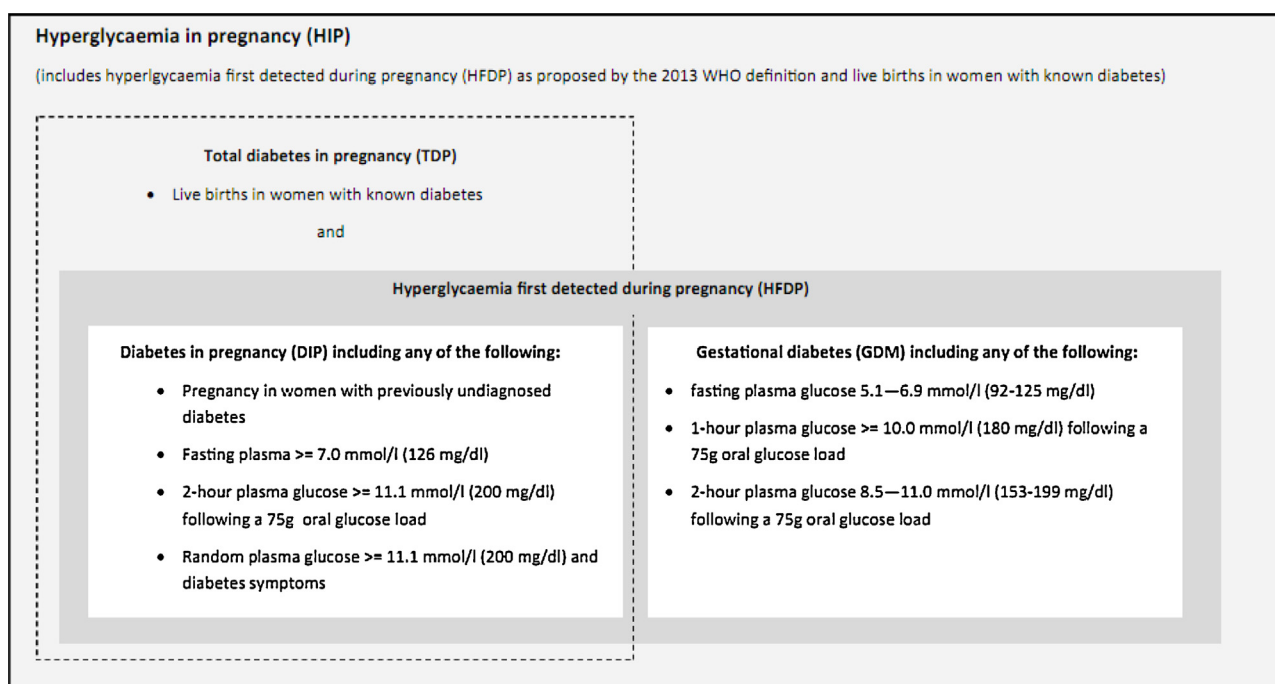 Hyperglycaemia in pregnancy (HIP)
(includes hyperlgycaemia first detected during pregnancy (HFDP) as proposed by the 2013 WHO definition and live births in women with known diabetes)
Total diabetes in pregnancy (TDP)
• Live births in women with known diabetes
and
Hyperglycaemia first detected during pregnancy (HFDP)
Diabetes in pregnancy (DIP) including any of the following:
• Pregnancy in women with previously undiagnosed
diabetes
• Fasting plasma >= 7.0 mmol/l (126 mg/dl)
• 2-hour plasma glucose >= 11.1 mmol/l (200 mg/dl)
following a 75g oral glucose load
• Random plasma glucose >= 11.1 mmol/l (200 mg/dl) and
diabetes symptoms
Gestational diabetes (GDM) including any of the following:
• fasting plasma glucose 5.1—6.9 mmol/l (92-125 mg/dl)
• 1-hour plasma glucose >= 10.0 mmol/l (180 mg/dl) following a
75g oral glucose load
• 2-hour plasma glucose 8.5—11.0 mmol/l (153-199 mg/dl)
following a 75g oral glucose load